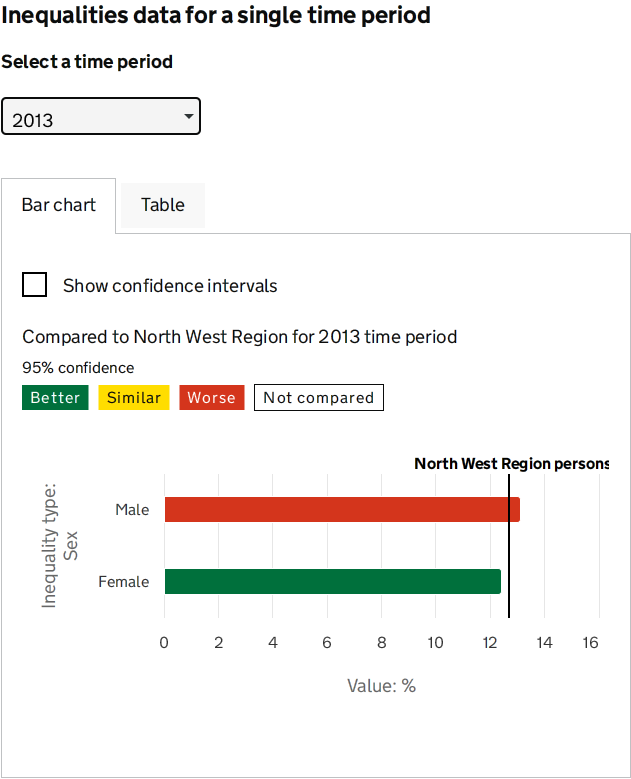 Inequalities data for a single time period
Select a time period
2013
Bar chart
Table
Show confidence intervals
Compared to North West Region for 2013 time period
95% confidence
Better Similar Worse Not compared
North West Region persons
Inequality type:
Sex
Male
Female
0 2 4 6 8 10 12 14 16
Value: %